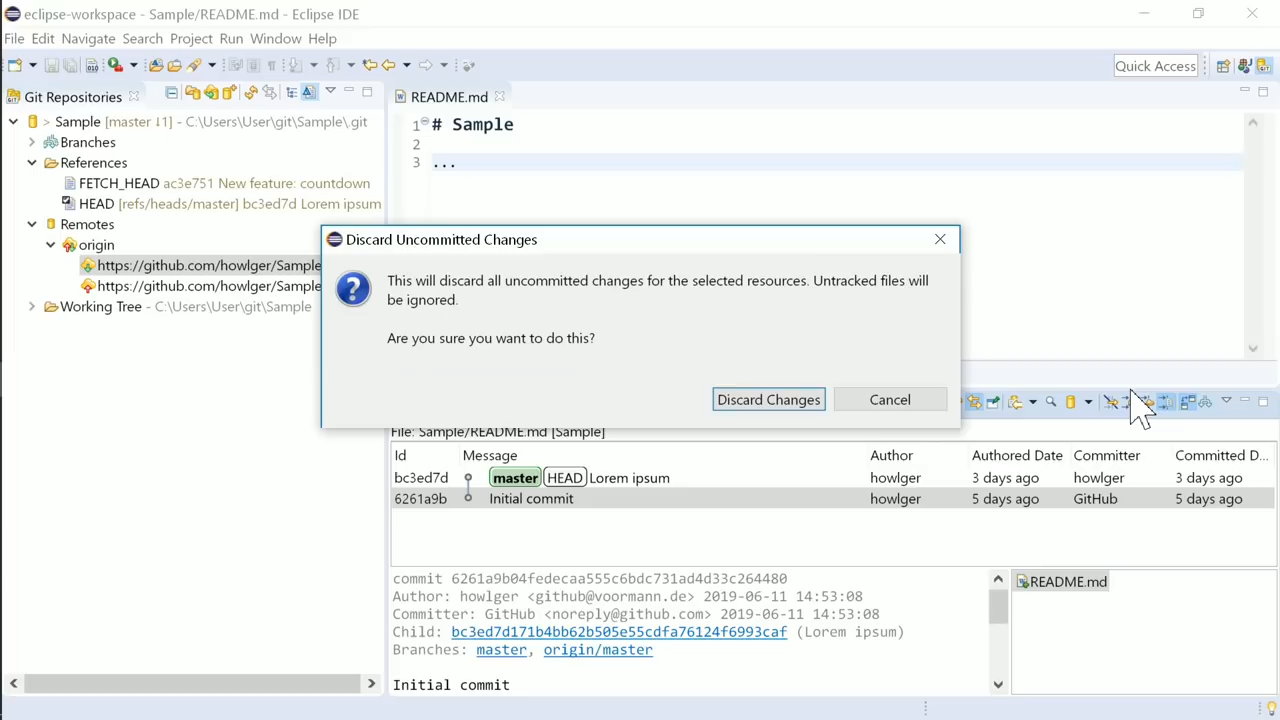 eclipse-workspace - Sample/README.md - Eclipse IDE
File Edit Navigate Search Project Run Window Help
Quick Access
Git Repositories
Sample [master ↓1] - C:\Users\User\git\Sample\.git
Branches
References
FETCH_HEAD ac3e751 New feature: countdown
HEAD [refs/heads/master] bc3ed7d Lorem ipsum
Remotes
origin
https://github.com/howlger/Sample
https://github.com/howlger/Sample
Working Tree - C:\Users\User\git\Sample
README.md
1 # Sample
2
3 ...
Discard Uncommitted Changes
This will discard all uncommitted changes for the selected resources. Untracked files will
be ignored.
Are you sure you want to do this?
Discard Changes Cancel
File: Sample/README.md [Sample]
Id Message Author Authored Date Committer Committed D...
bc3ed7d master HEAD Lorem ipsum howlger 3 days ago howlger 3 days ago
6261a9b Initial commit howlger 5 days ago GitHub 5 days ago
commit 6261a9b04fedecaa555c6bdc731ad4d33c264480
Author: howlger <github@voormann.de> 2019-06-11 14:53:08
Committer: GitHub <noreply@github.com> 2019-06-11 14:53:08
Child: bc3ed7d171b4bb62b505e55cdfa76124f6993caf (Lorem ipsum)
Branches: master, origin/master
Initial commit
README.md